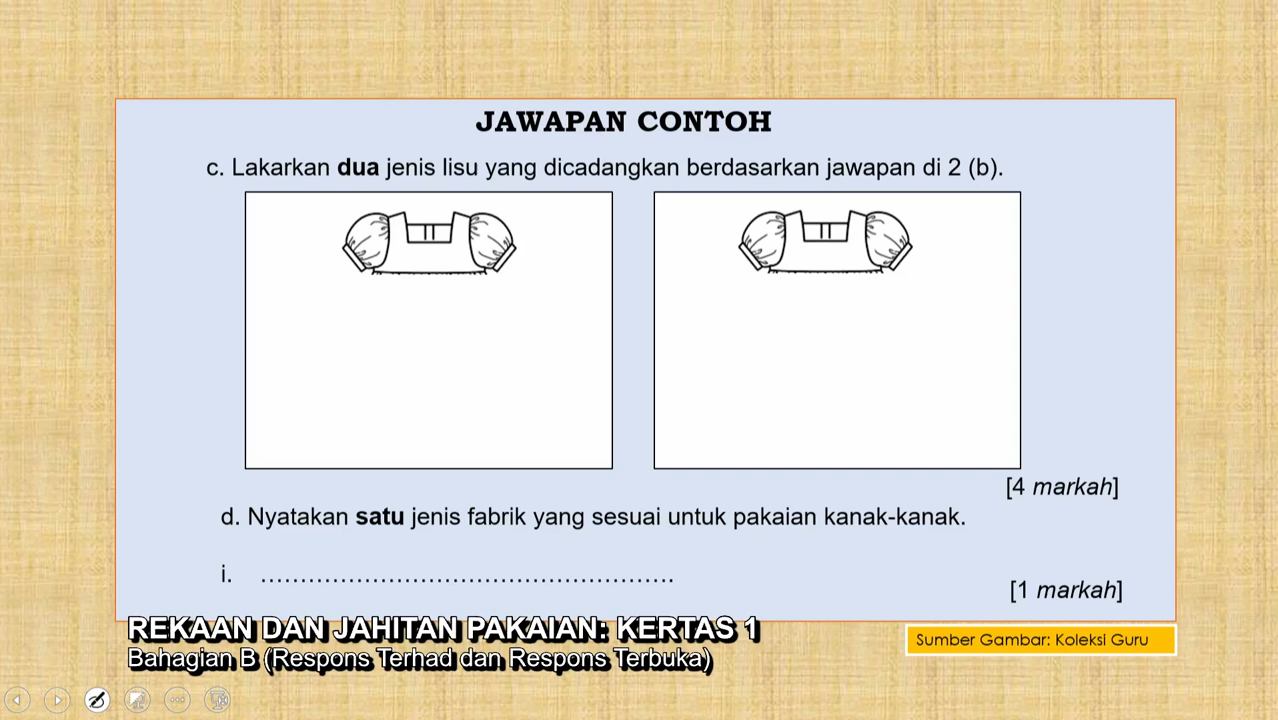 JAWAPAN CONTOH
c. Lakarkan dua jenis lisu yang dicadangkan berdasarkan jawapan di 2 (b).
[4 markah]
d. Nyatakan satu jenis fabrik yang sesuai untuk pakaian kanak-kanak.
i. ………………………………………………….
[1 markah]
REKAAN DAN JAHITAN PAKAIAN: KERTAS 1
Bahagian B (Respons Terhad dan Respons Terbuka)
Sumber Gambar: Koleksi Guru